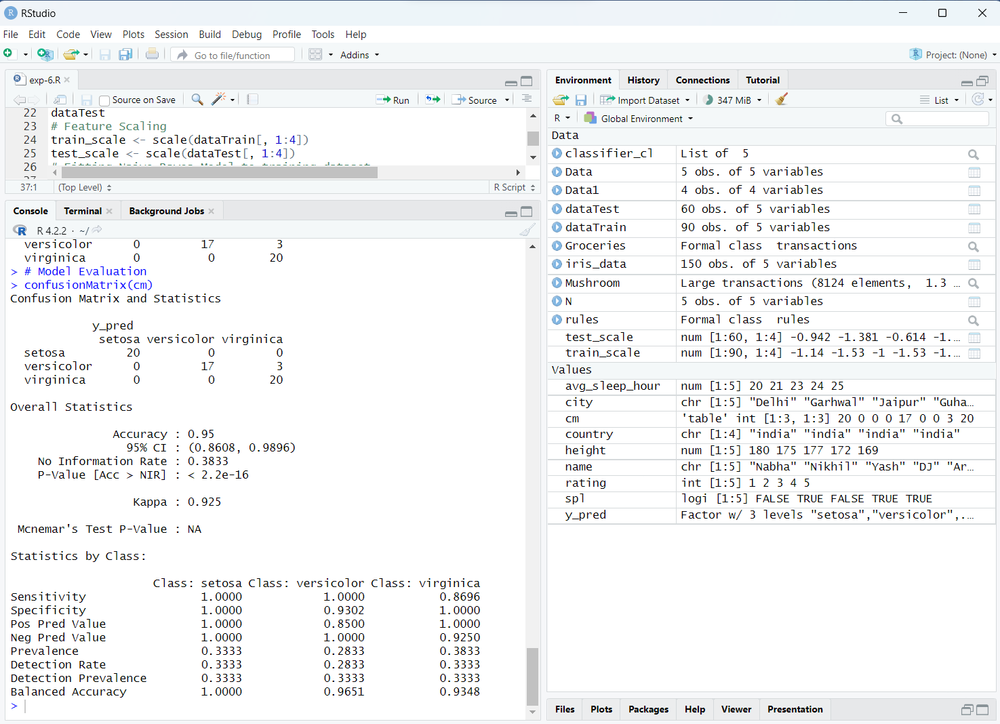 RStudio
File Edit Code View Plots Session Build Debug Profile Tools Help
Go to file/function Addins Project: (None)
exp-6.R
Source on Save Run Source
22 dataTest
23 # Feature Scaling
24 train_scale <- scale(dataTrain[, 1:4])
25 test_scale <- scale(dataTest[, 1:4])
26
37:1 (Top Level) R Script
Console Terminal Background Jobs
R 4.2.2 · ~/
versicolor 0 17 3
virginica 0 0 20
> # Model Evaluation
> confusionMatrix(cm)
Confusion Matrix and Statistics
y_pred
setosa versicolor virginica
setosa 20 0 0
versicolor 0 17 3
virginica 0 0 20
Overall Statistics
Accuracy : 0.95
95% CI : (0.8608, 0.9896)
No Information Rate : 0.3833
P-Value [Acc > NIR] : < 2.2e-16
Kappa : 0.925
Mcnemar's Test P-Value : NA
Statistics by Class:
Class: setosa Class: versicolor Class: virginica
Sensitivity 1.0000 1.0000 0.8696
Specificity 1.0000 0.9302 1.0000
Pos Pred Value 1.0000 0.8500 1.0000
Neg Pred Value 1.0000 1.0000 0.9250
Prevalence 0.3333 0.2833 0.3833
Detection Rate 0.3333 0.2833 0.3333
Detection Prevalence 0.3333 0.3333 0.3333
Balanced Accuracy 1.0000 0.9651 0.9348
>
Environment History Connections Tutorial
Import Dataset 347 MiB List
R Global Environment
Data
classifier_cl List of 5
Data 5 obs. of 5 variables
Data1 4 obs. of 4 variables
dataTest 60 obs. of 5 variables
dataTrain 90 obs. of 5 variables
Groceries Formal class transactions
iris_data 150 obs. of 5 variables
Mushroom Large transactions (8124 elements, 1.3 …
N 5 obs. of 5 variables
rules Formal class rules
test_scale num [1:60, 1:4] -0.942 -1.381 -0.614 -1.…
train_scale num [1:90, 1:4] -1.14 -1.53 -1 -1.53 -1.…
Values
avg_sleep_hour num [1:5] 20 21 23 24 25
city chr [1:5] "Delhi" "Garhwal" "Jaipur" "Guha…
cm 'table' int [1:3, 1:3] 20 0 0 0 17 0 0 3 20
country chr [1:4] "india" "india" "india" "india"
height num [1:5] 180 175 177 172 169
name chr [1:5] "Nabha" "Nikhil" "Yash" "DJ" "Ar…
rating int [1:5] 1 2 3 4 5
spl logi [1:5] FALSE TRUE FALSE TRUE TRUE
y_pred Factor w/ 3 levels "setosa","versicolor",.…
Files Plots Packages Help Viewer Presentation